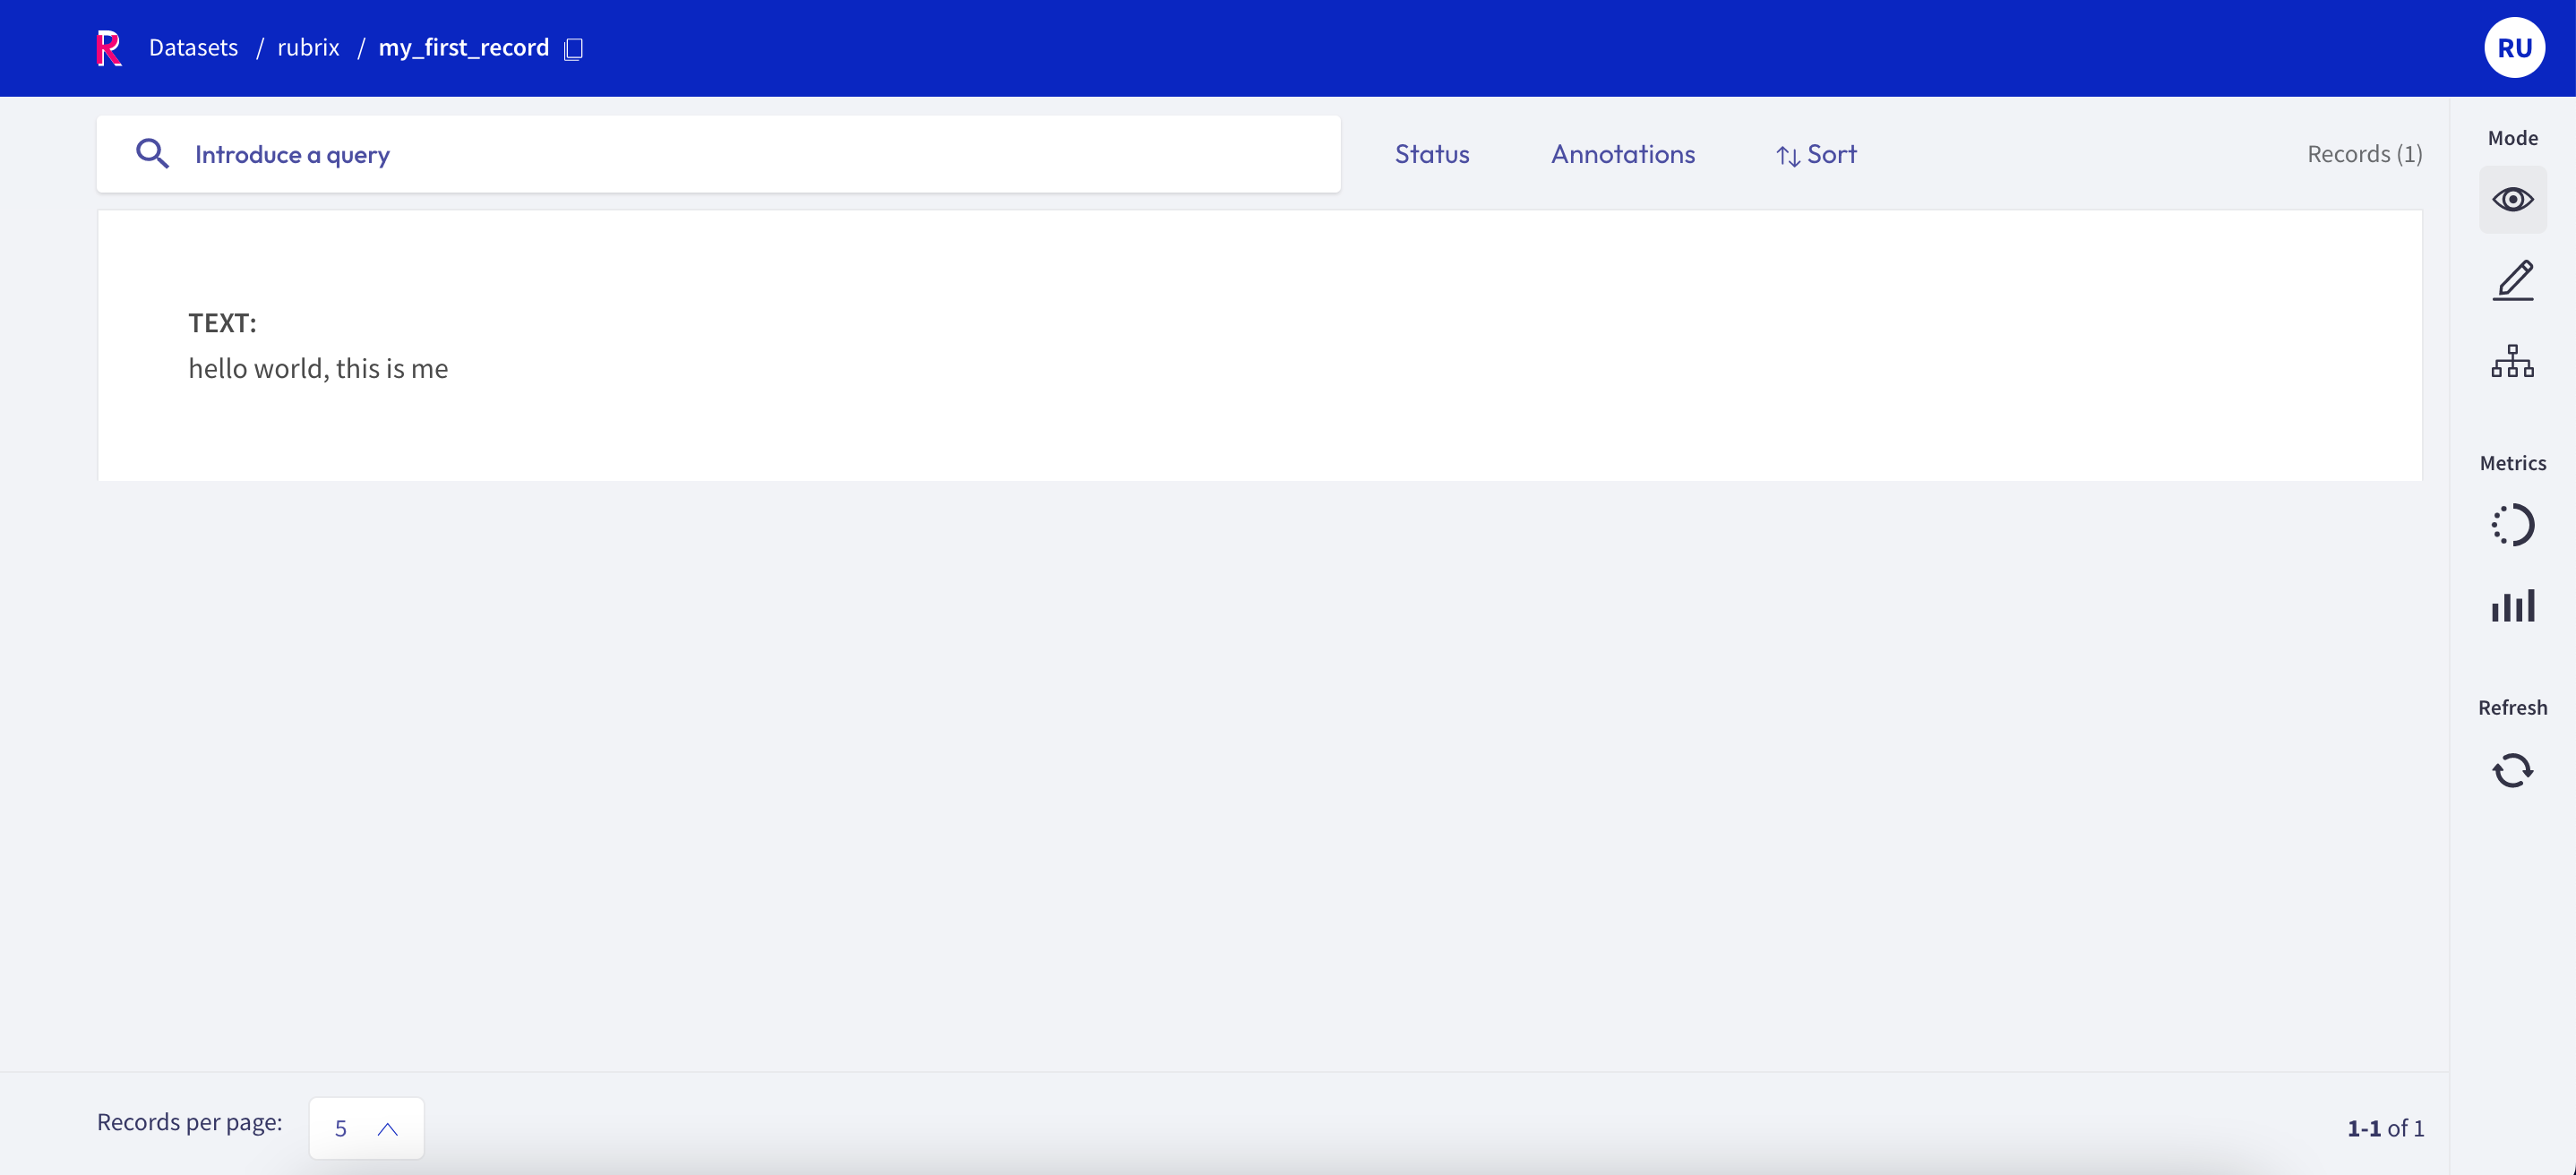 R Datasets / rubrix / my_first_record
RU
Introduce a query
Status
Annotations
Sort
Records (1)
Mode
TEXT:
hello world, this is me
Metrics
Refresh
Records per page:
5
1-1 of 1